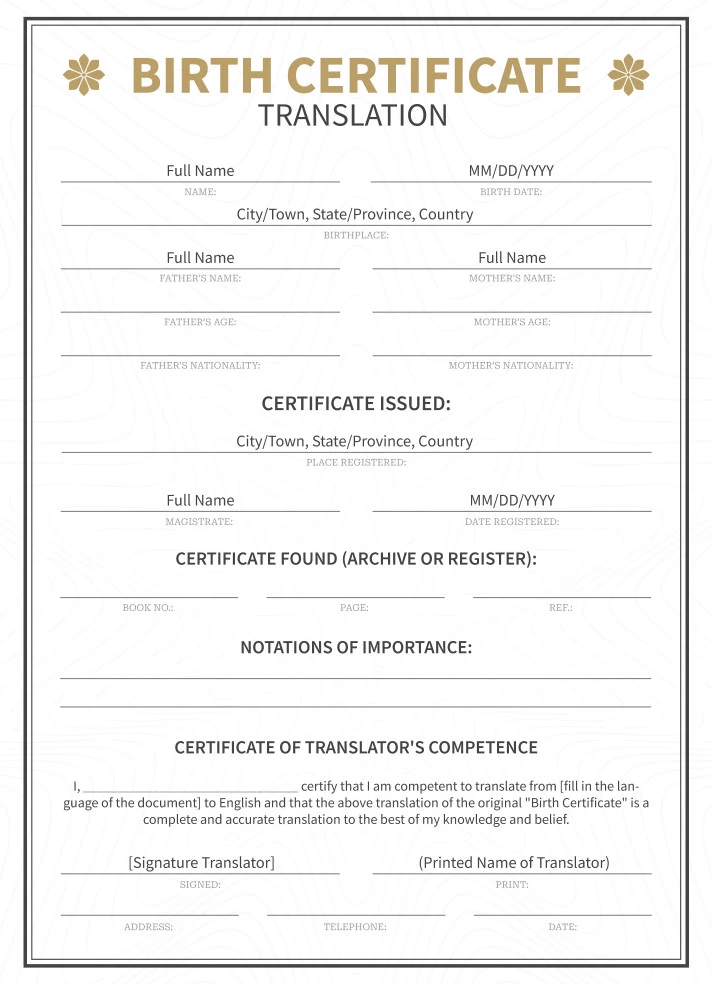 BIRTH CERTIFICATE
TRANSLATION
Full Name MM/DD/YYYY
NAME: BIRTH DATE:
City/Town, State/Province, Country
BIRTHPLACE:
Full Name Full Name
FATHER'S NAME: MOTHER'S NAME:
FATHER'S AGE: MOTHER'S AGE:
FATHER'S NATIONALITY: MOTHER'S NATIONALITY:
CERTIFICATE ISSUED:
City/Town, State/Province, Country
PLACE REGISTERED:
Full Name MM/DD/YYYY
MAGISTRATE: DATE REGISTERED:
CERTIFICATE FOUND (ARCHIVE OR REGISTER):
BOOK NO.: PAGE: REF.:
NOTATIONS OF IMPORTANCE:
CERTIFICATE OF TRANSLATOR'S COMPETENCE
I, ____________________________ certify that I am competent to translate from [fill in the lan-
guage of the document] to English and that the above translation of the original "Birth Certificate" is a
complete and accurate translation to the best of my knowledge and belief.
[Signature Translator] (Printed Name of Translator)
SIGNED: PRINT:
ADDRESS: TELEPHONE: DATE: